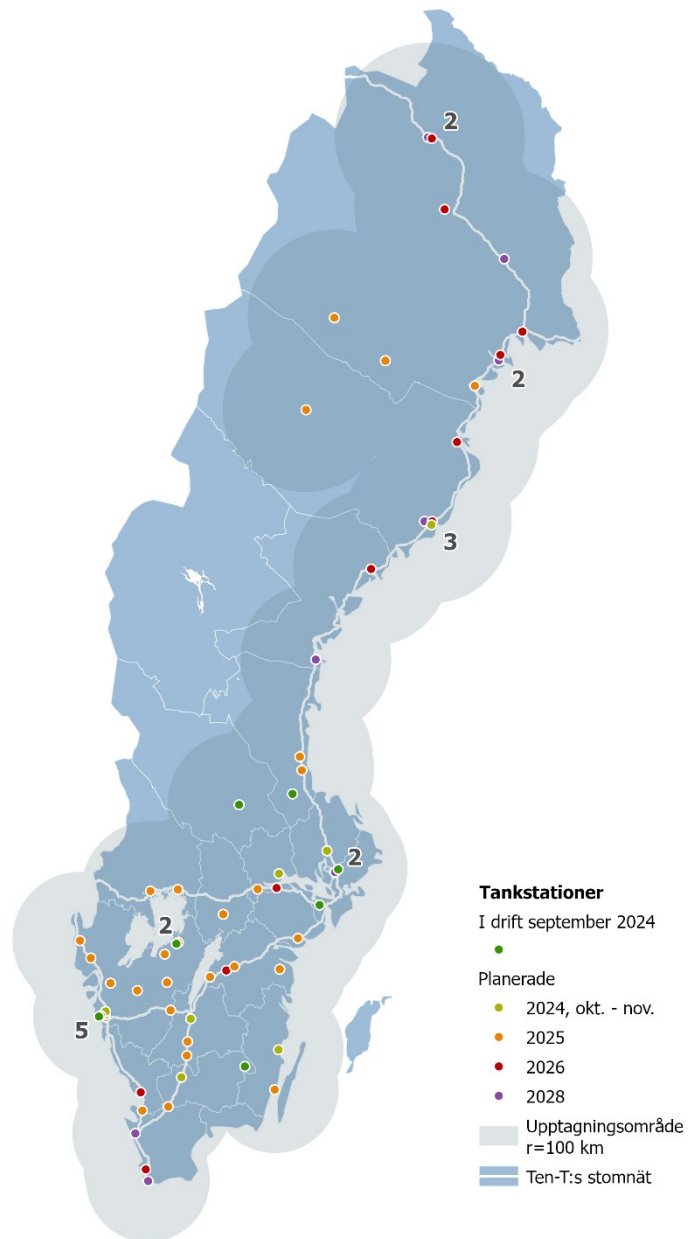 2
2
3
2
2
5
Tankstationer
I drift september 2024
Planerade
2024, okt. - nov.
2025
2026
2028
Upptagningsområde
r=100 km
Ten-T:s stomnät